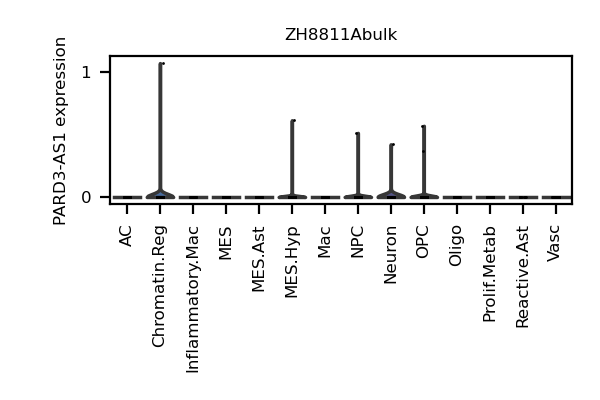 ZH8811Abulk
PARD3-AS1 expression
1
0
AC
Chromatin.Reg
Inflammatory.Mac
MES
MES.Ast
MES.Hyp
Mac
NPC
Neuron
OPC
Oligo
Prolif.Metab
Reactive.Ast
Vasc